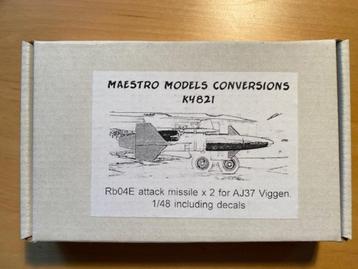 MAESTRO MODELS CONVERSIONS
K4821
Rb04E attack missile x 2 for AJ37 Viggen.
1/48 including decals